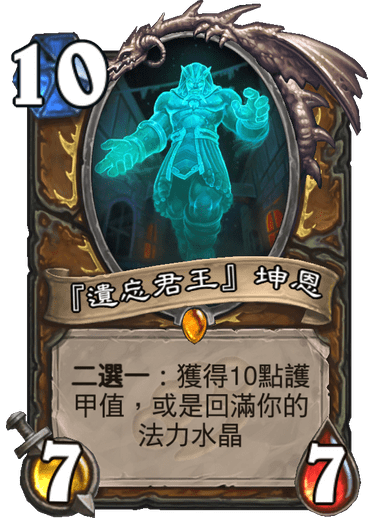 10
『遺忘君王』坤恩
二選一：獲得10點護
甲值，或是回滿你的
法力水晶
7
7